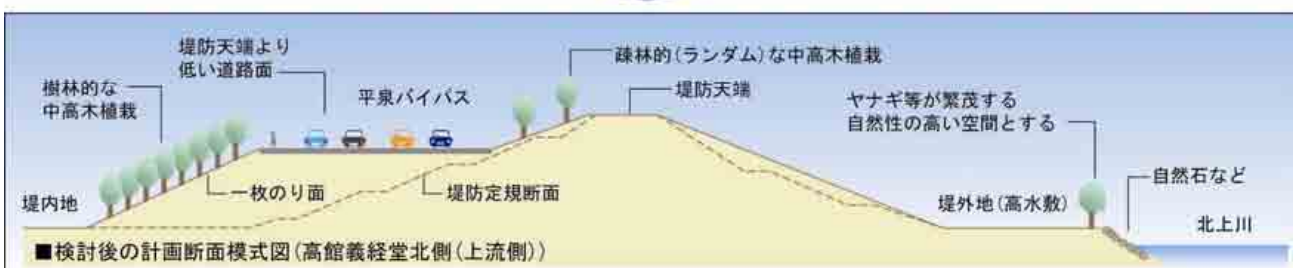 堤防天端より
低い道路面
樹林的な
中高木植栽
平泉バイパス
疎林的(ランダム)な中高木植栽
堤防天端
ヤナギ等が繁茂する
自然性の高い空間とする
自然石など
堤内地
一枚のり面
堤防定規断面
堤外地(高水敷)
北上川
■検討後の計画断面模式図(高館義経堂北側(上流側))